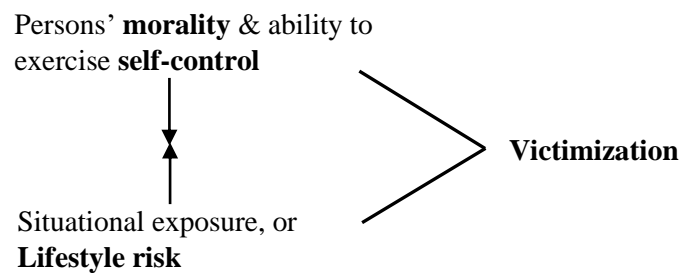 Persons’ morality & ability to
exercise self-control
Victimization
Situational exposure, or
Lifestyle risk